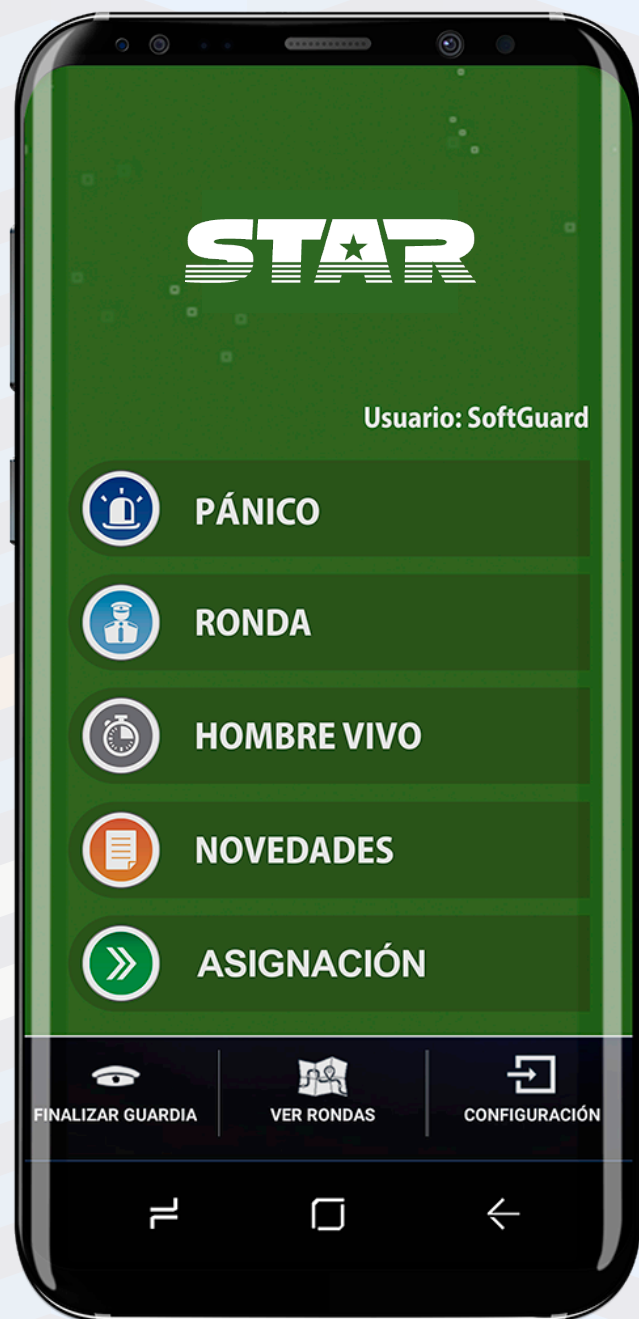 STAR
Usuario: SoftGuard
PÁNICO
RONDA
HOMBRE VIVO
NOVEDADES
ASIGNACIÓN
FINALIZAR GUARDIA
VER RONDAS
CONFIGURACIÓN